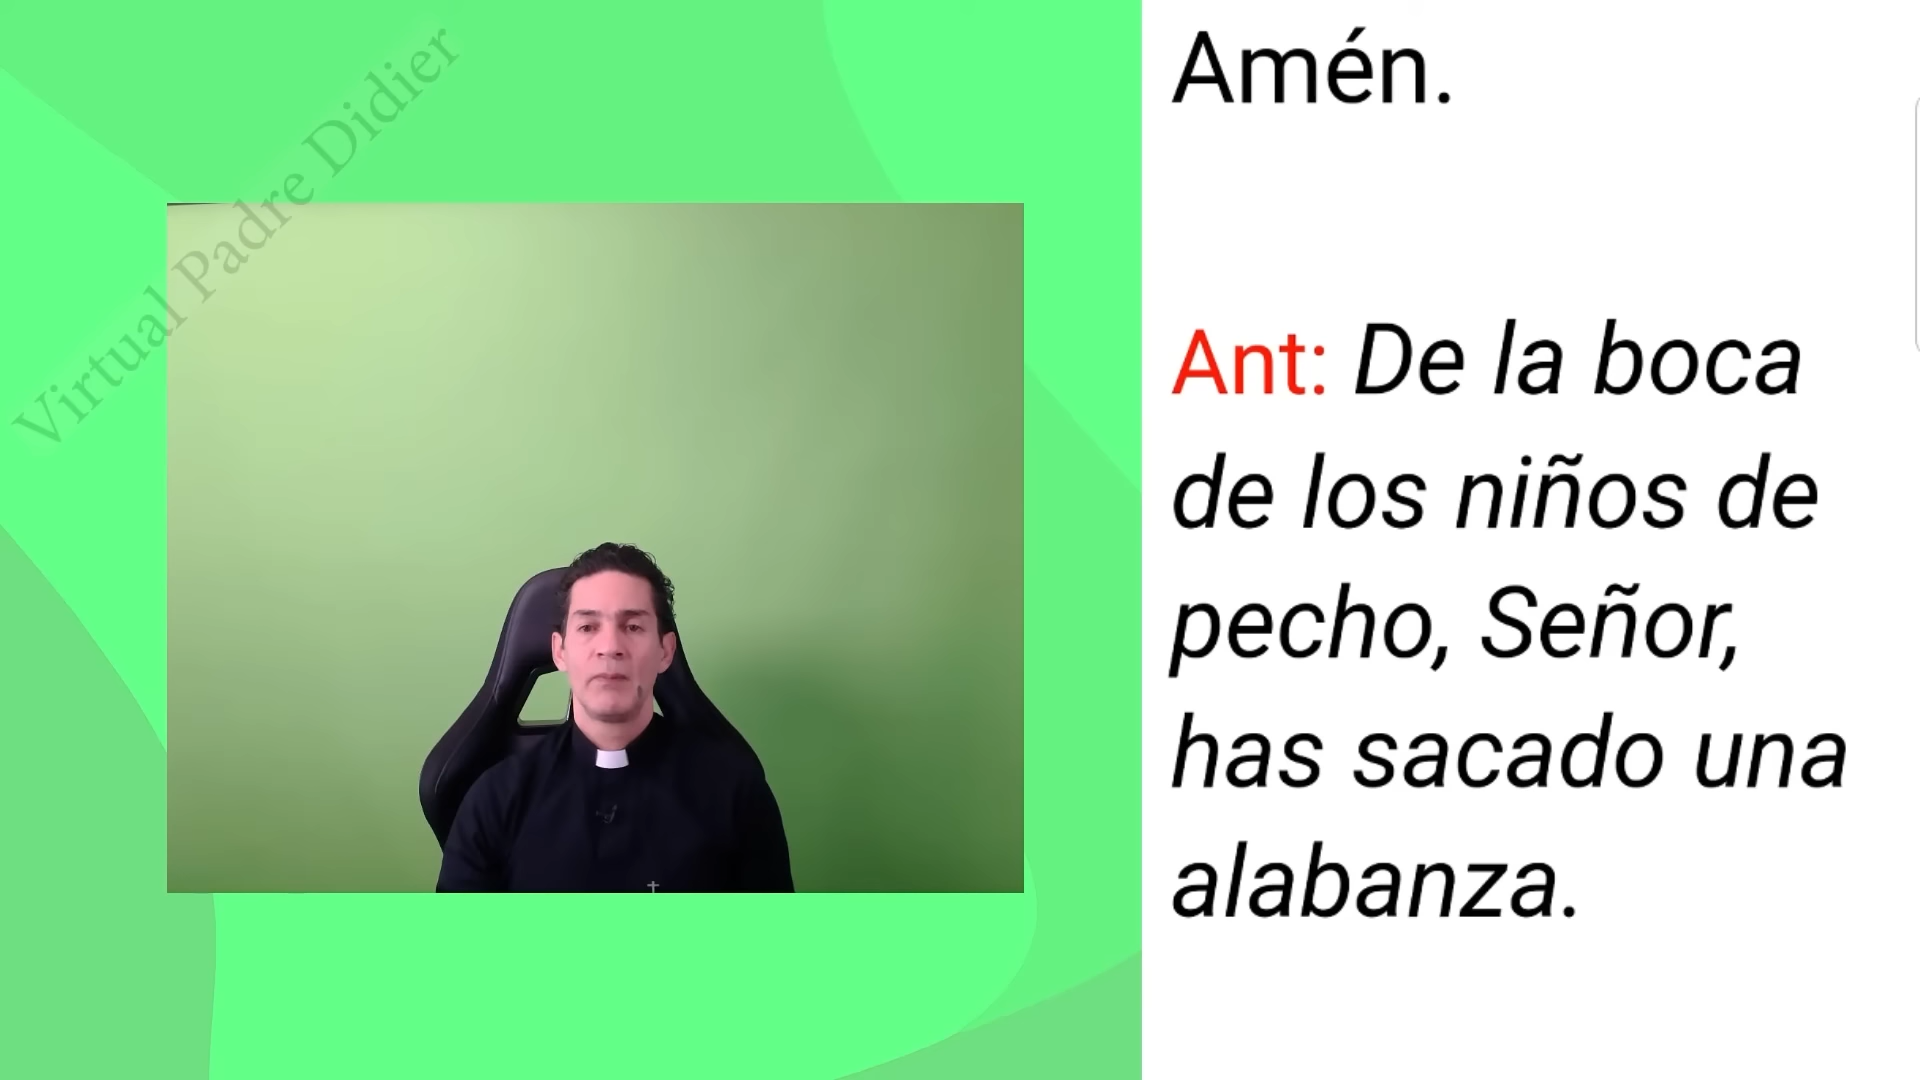 Virtual Padre Didier
Amén.
Ant: De la boca
de los niños de
pecho, Señor,
has sacado una
alabanza.